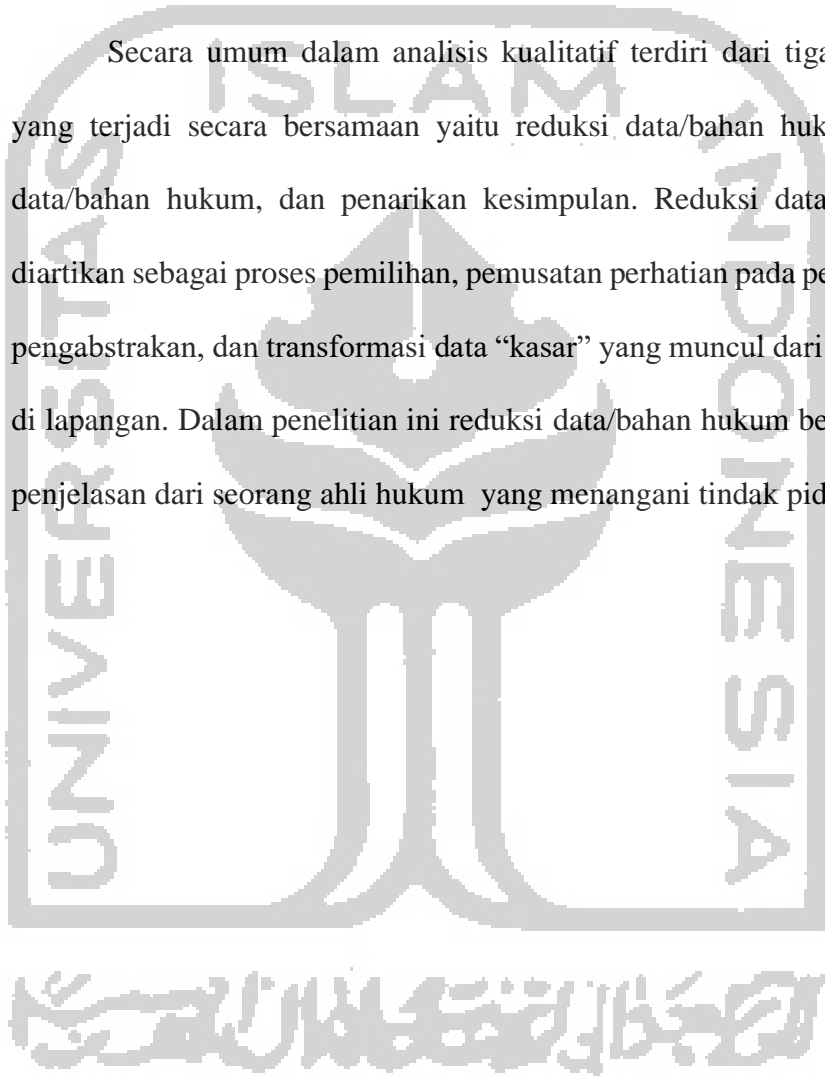 Secara umum dalam analisis kualitatif terdiri dari tiga
yang terjadi secara bersamaan yaitu reduksi data/bahan huk
data/bahan hukum, dan penarikan kesimpulan. Reduksi data
diartikan sebagai proses pemilihan, pemusatan perhatian pada pe
pengabstrakan, dan transformasi data “kasar” yang muncul dari
di lapangan. Dalam penelitian ini reduksi data/bahan hukum be
penjelasan dari seorang ahli hukum yang menangani tindak pid
UNIVERSITAS
ISLAM
INDONESIA